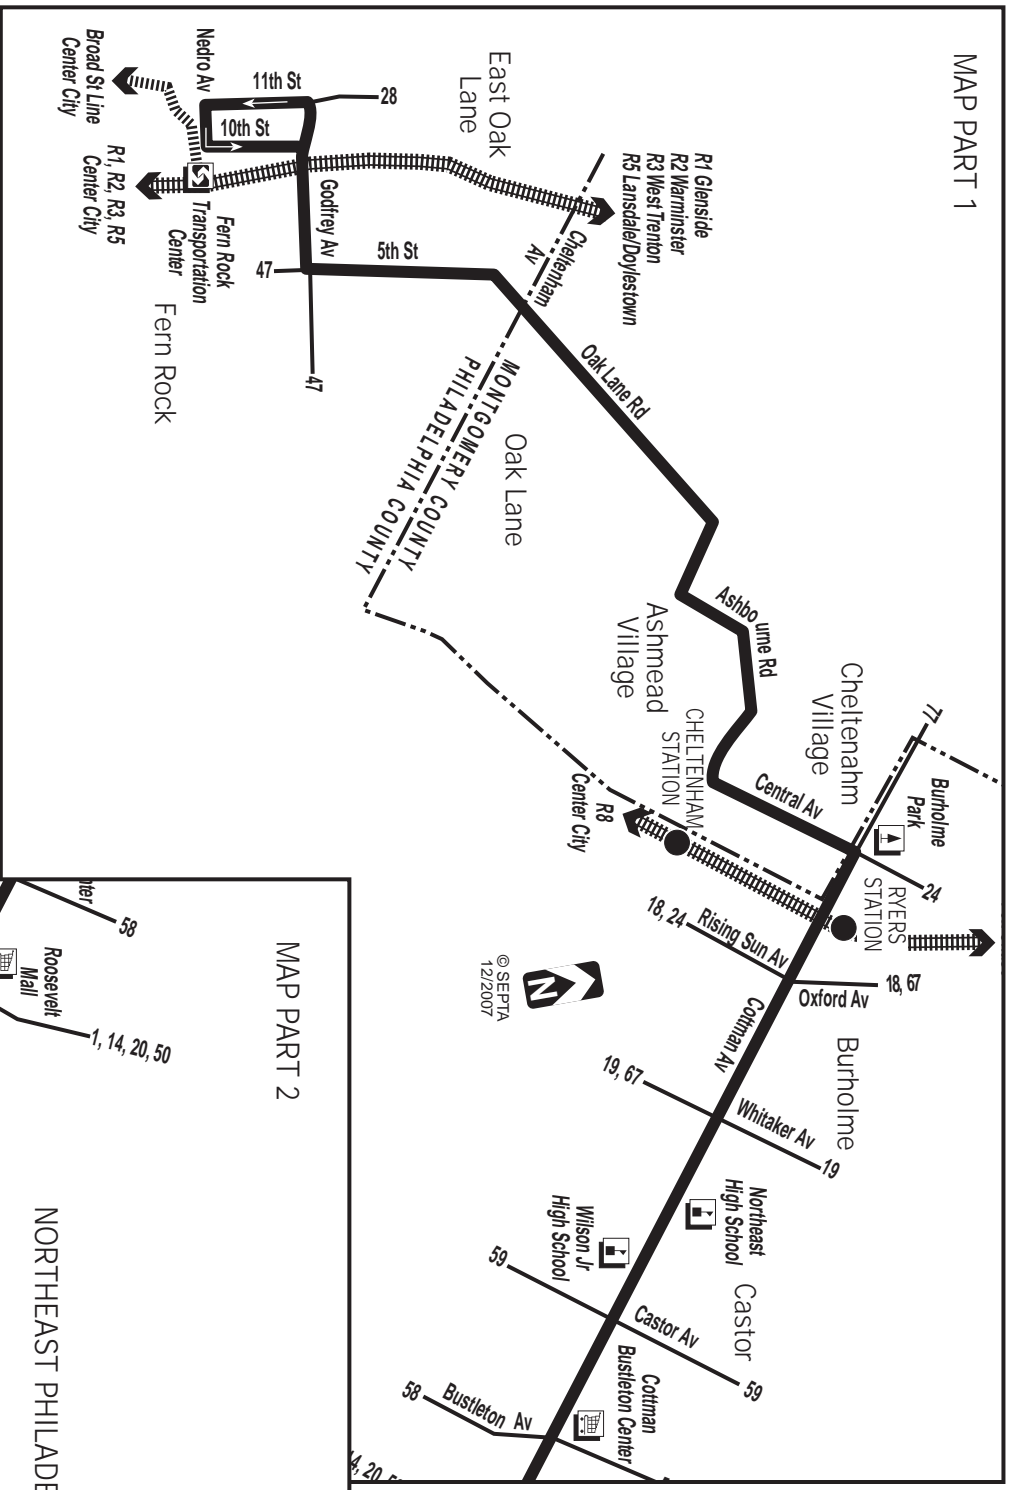 MAP PART 1
R1 Glenside
R2 Warminster
R3 West Trenton
R5 Lansdale/Doylestown
East Oak
Lane
28
11th St
10th St
Nedro Av
Broad St Line
Center City
R1, R2, R3, R5
Center City
Fern Rock
Transportation
Center
Godfrey Av
5th St
47
47
Fern Rock
Cheltenham
Av
MONTGOMERY COUNTY
PHILADELPHIA COUNTY
Oak Lane Rd
Oak Lane
Ashbourne Rd
Ashmead
Village
Cheltenahm
Village
CHELTENHAM
STATION
Central Av
77
Burholme
Park
24
RYERS
STATION
R8
Center City
18, 24
Rising Sun Av
18, 67
Oxford Av
Cottman Av
N
© SEPTA
12/2007
Burholme
19, 67
Whitaker Av
19
Northeast
High School
Wilson Jr
High School
Castor
59
Castor Av
59
Cottman
Bustleton Center
58
Bustleton Av
14, 20, 5
MAP PART 2
nter
58
Roosevelt
Mall
1, 14, 20, 50
NORTHEAST PHILADE